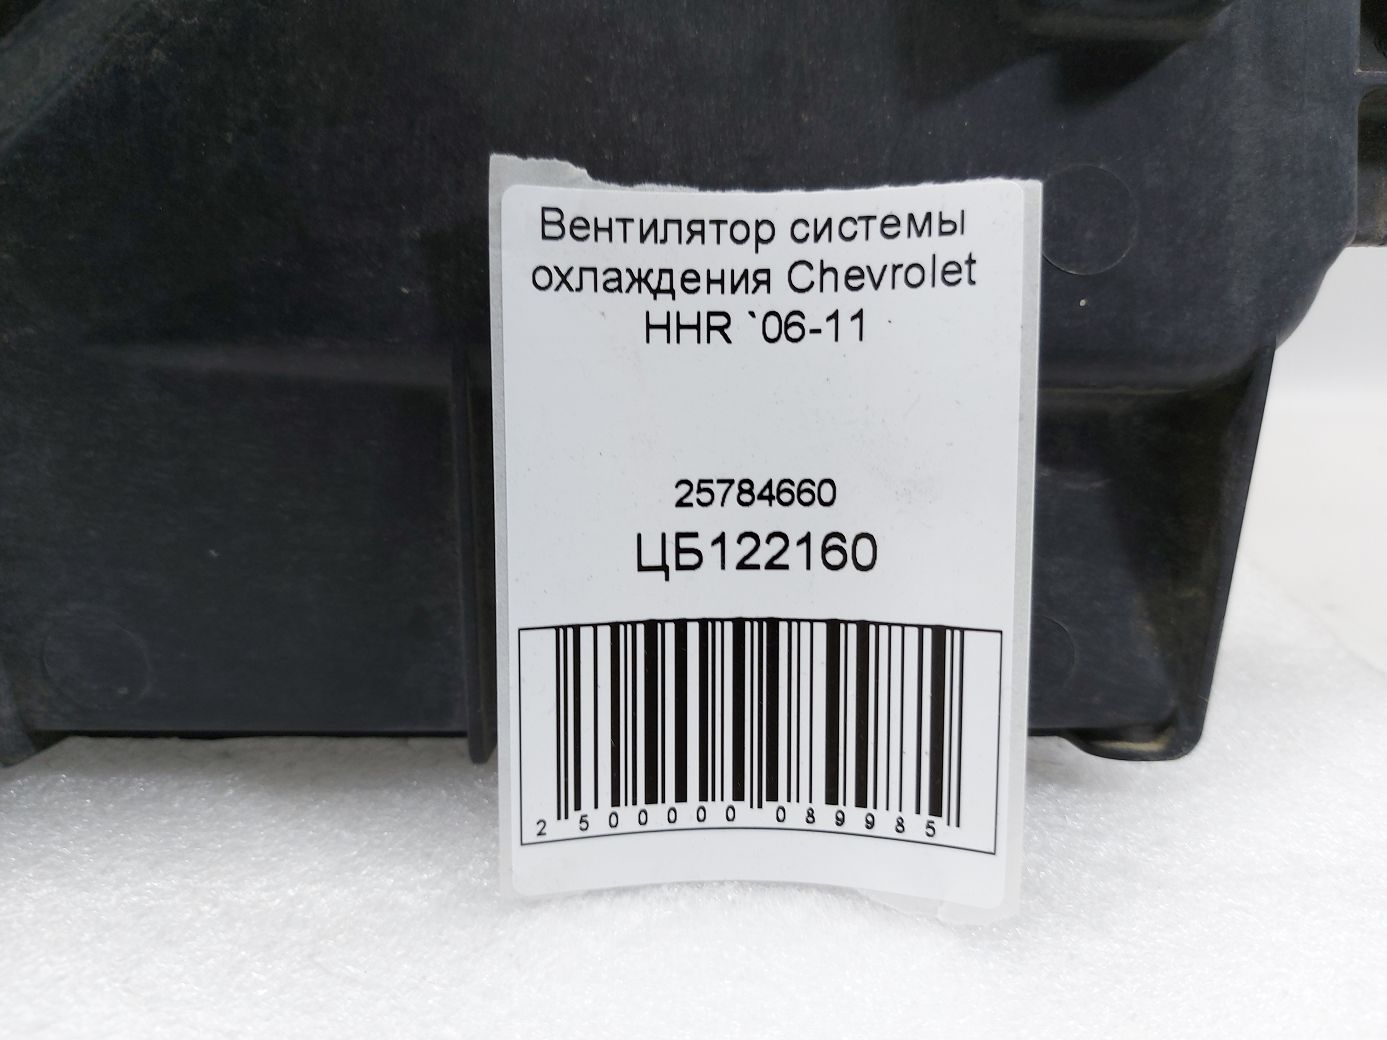 Вентилятор системы
охлаждения Chevrolet
HHR `06-11
25784660
ЦБ122160
2 500000 089985